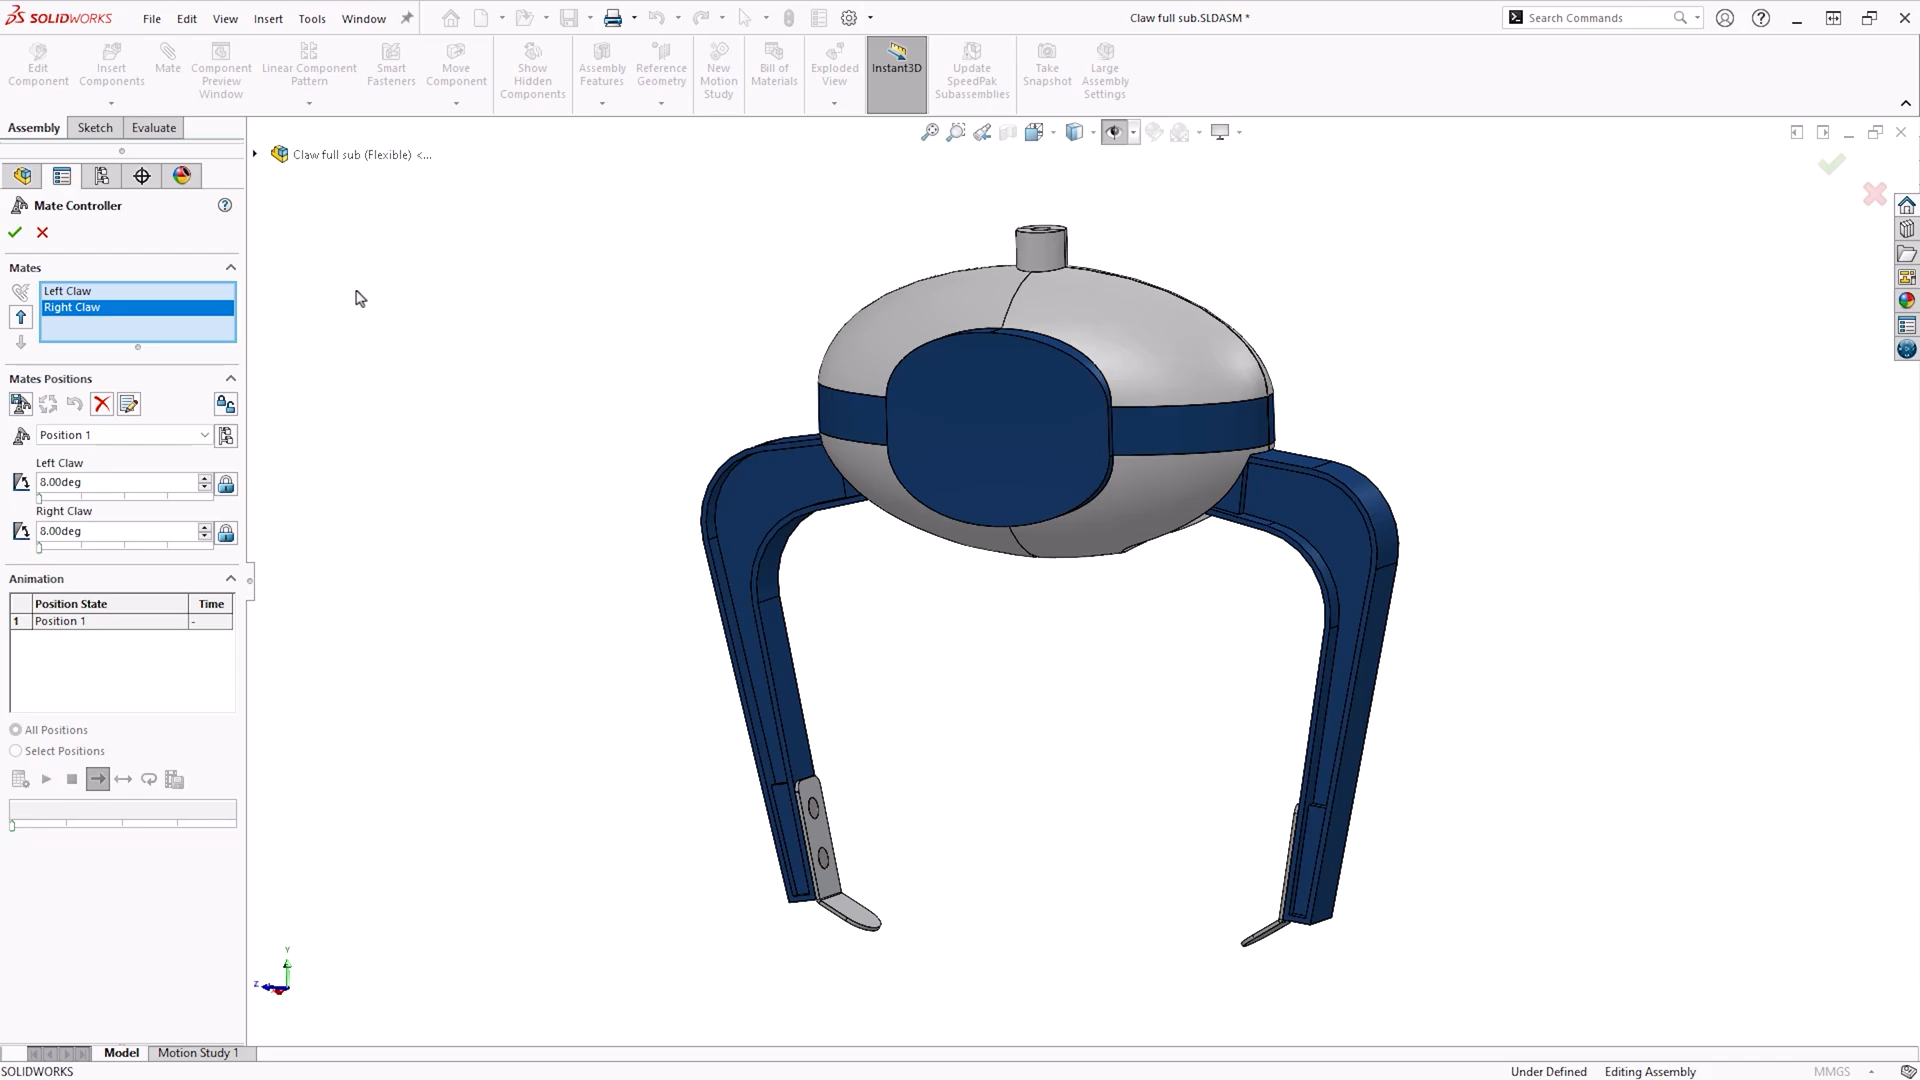 SOLIDWORKS
File Edit View Insert Tools Window
Claw full sub.SLDASM *
Search Commands
Edit Component
Insert Components
Mate
Component Preview Window
Linear Component Pattern
Smart Fasteners
Move Component
Show Hidden Components
Assembly Features
Reference Geometry
New Motion Study
Bill of Materials
Exploded View
Instant3D
Update SpeedPak Subassemblies
Take Snapshot
Large Assembly Settings
Assembly Sketch Evaluate
Claw full sub (Flexible) <...
Mate Controller
Mates
Left Claw
Right Claw
Mates Positions
Position 1
Left Claw
8.00deg
Right Claw
8.00deg
Animation
Position State Time
1 Position 1 -
All Positions
Select Positions
Y
Z
Model Motion Study 1
SOLIDWORKS
Under Defined Editing Assembly MMGS